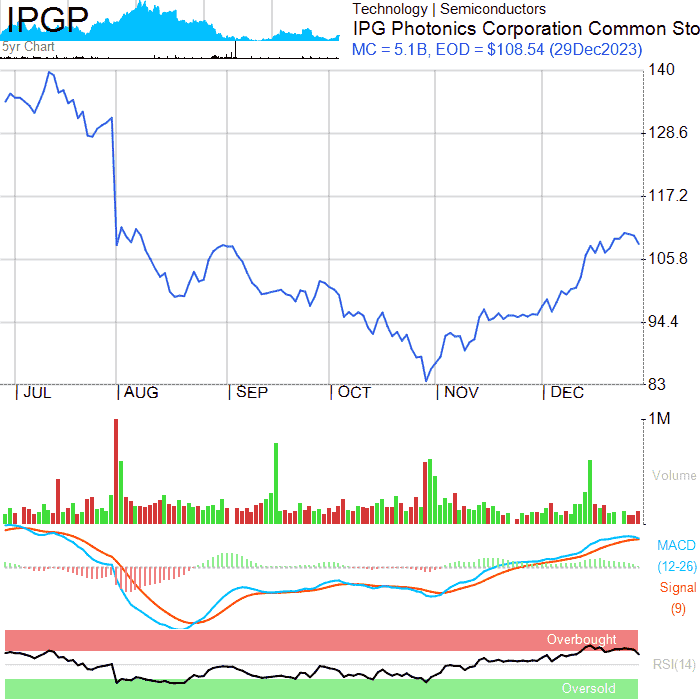 IPGP
5yr Chart
Technology | Semiconductors
IPG Photonics Corporation Common Sto
MC = 5.1B, EOD = $108.54 (29Dec2023)
140
128.6
117.2
105.8
94.4
83
JUL AUG SEP OCT NOV DEC
1M
Volume
MACD
(12-26)
Signal
(9)
Overbought
RSI(14)
Oversold